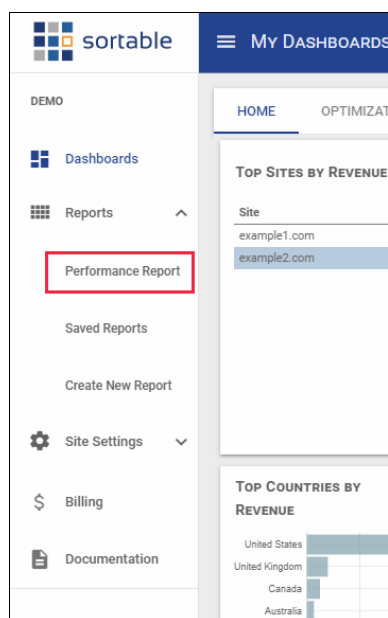 sortable
MY DASHBOARDS
DEMO
Dashboards
Reports
Performance Report
Saved Reports
Create New Report
Site Settings
$ Billing
Documentation
HOME
TOP SITES BY REVENUE
Site
example1.com
example2.com
TOP COUNTRIES BY
REVENUE
United States
United Kingdom
Canada
Australia